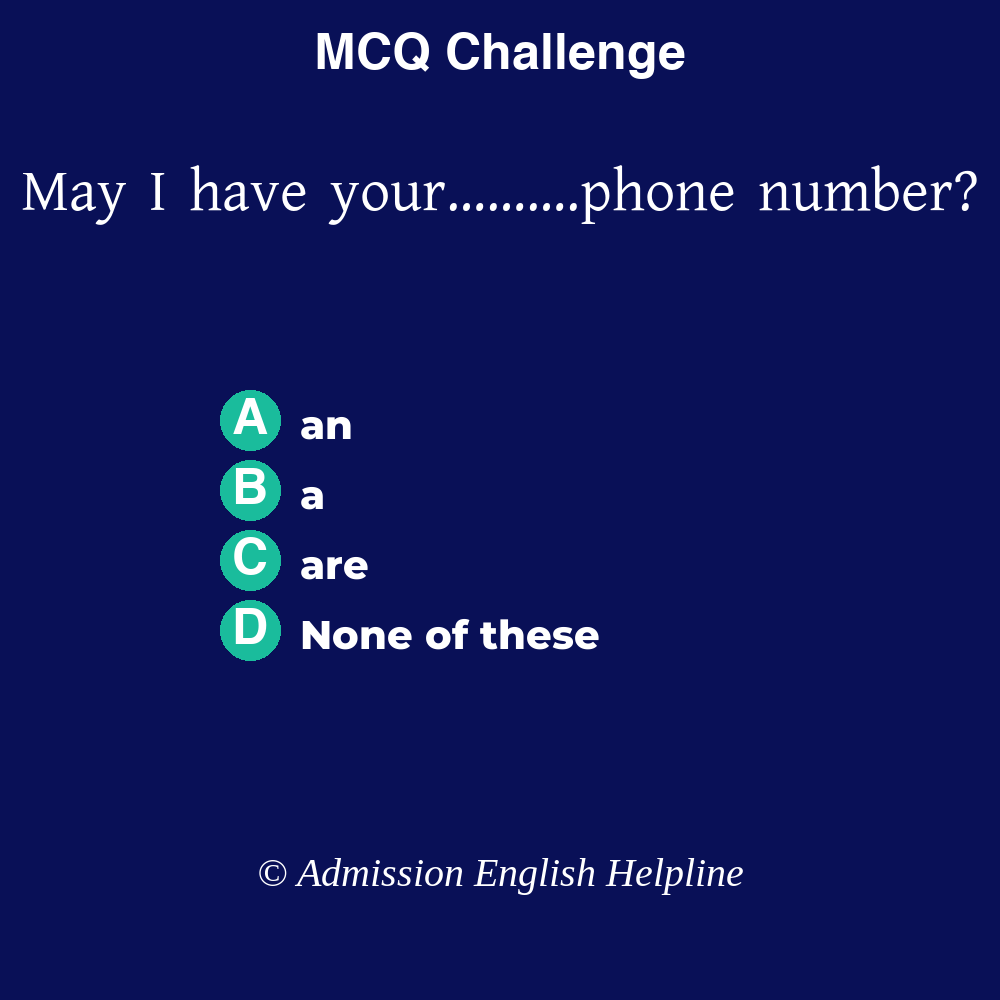 MCQ Challenge
May I have your..........phone number?
A an
B a
C are
D None of these
© Admission English Helpline